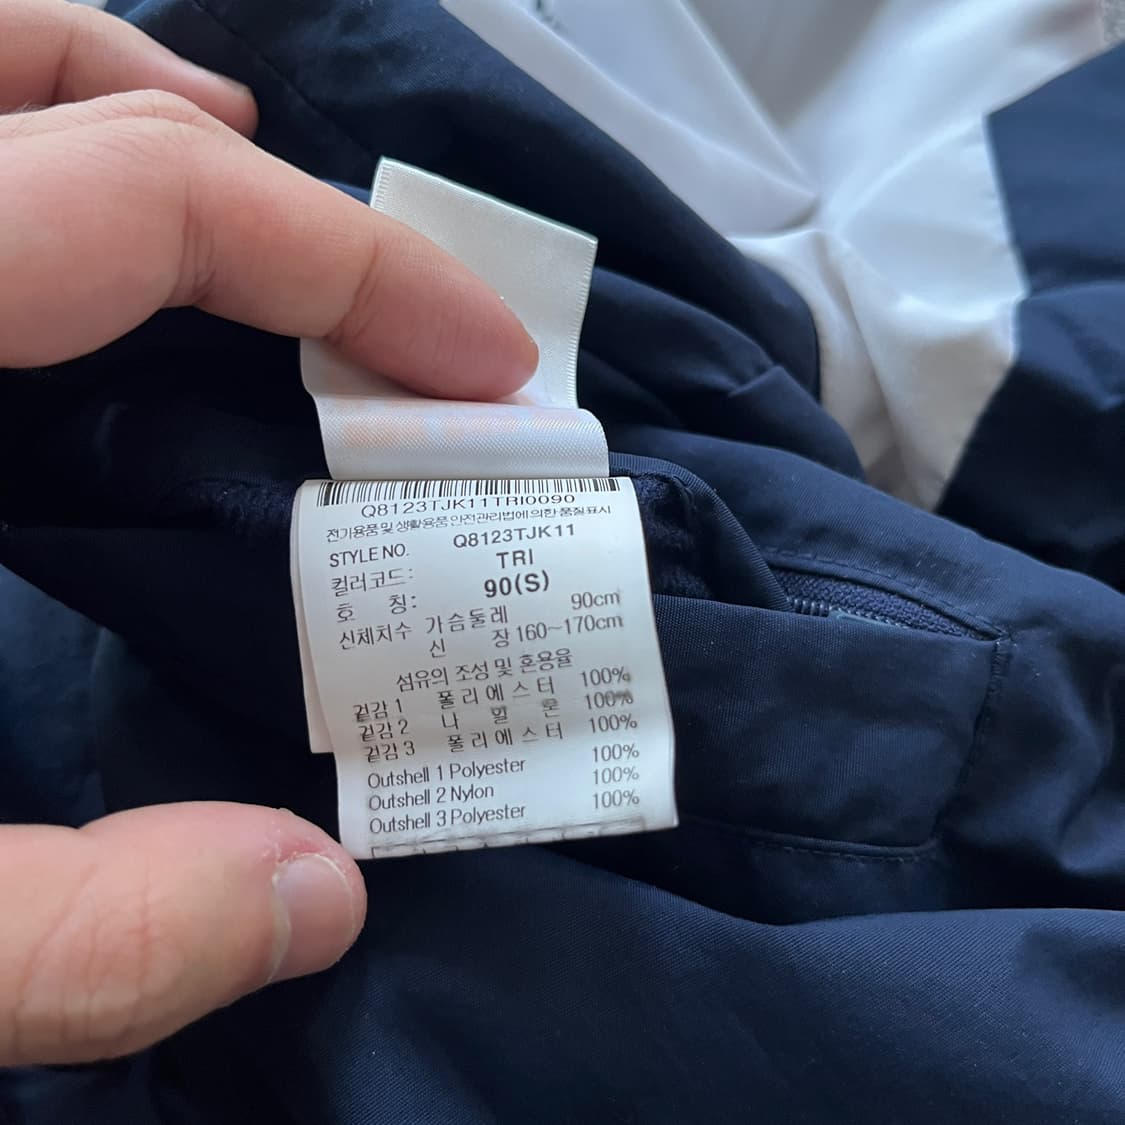 Q8123TJK11TRI0090
전기용품 및 생활용품 안전관리법에 의한 품질표시
STYLE NO. Q8123TJK11
컬러코드: TRI
호 칭: 90(S)
신체치수 가슴둘레 90cm
신 장 160~170cm
섬유의 조성 및 혼용율
겉감 1 폴리에스터 100%
겉감 2 나일론 100%
겉감 3 폴리에스터 100%
Outshell 1 Polyester 100%
Outshell 2 Nylon 100%
Outshell 3 Polyester 100%